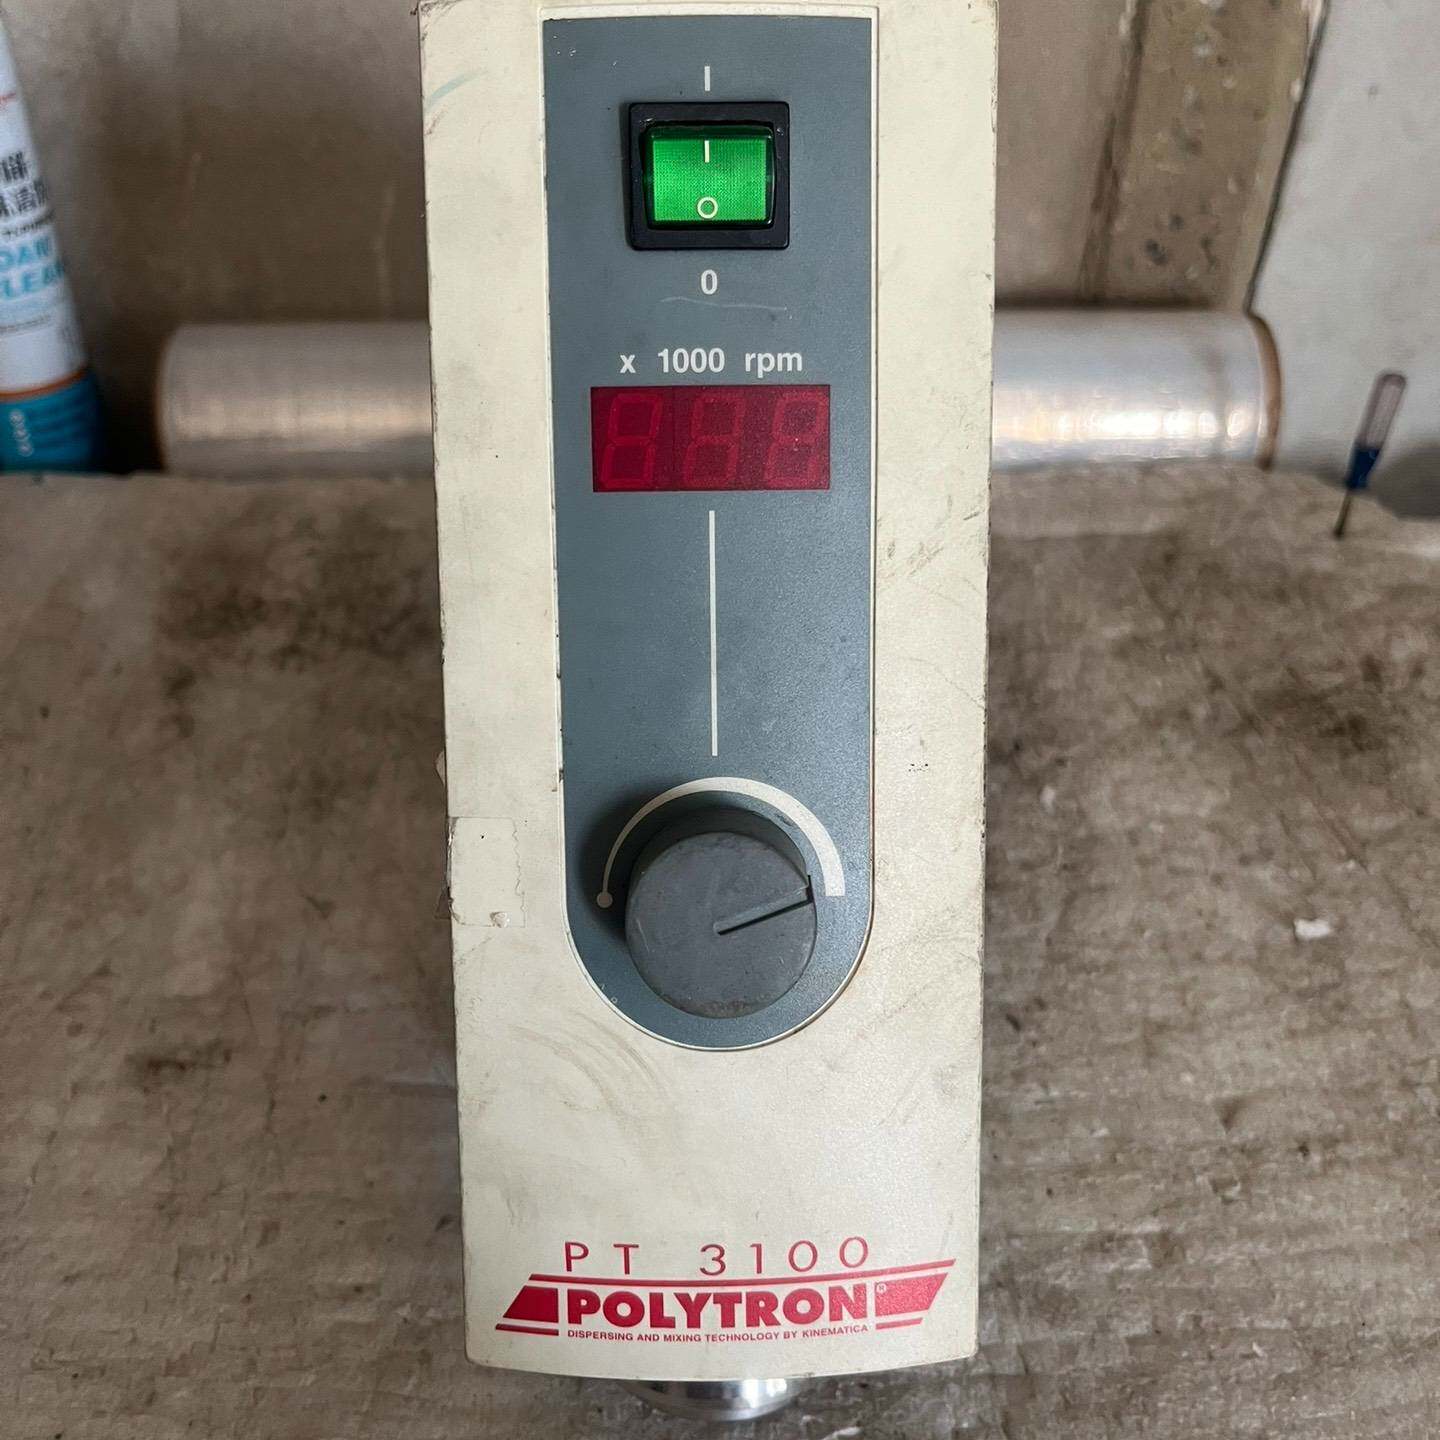 I
I
O
0
x 1000 rpm
PT 3100
POLYTRON®
DISPERSING AND MIXING TECHNOLOGY BY KINEMATICA